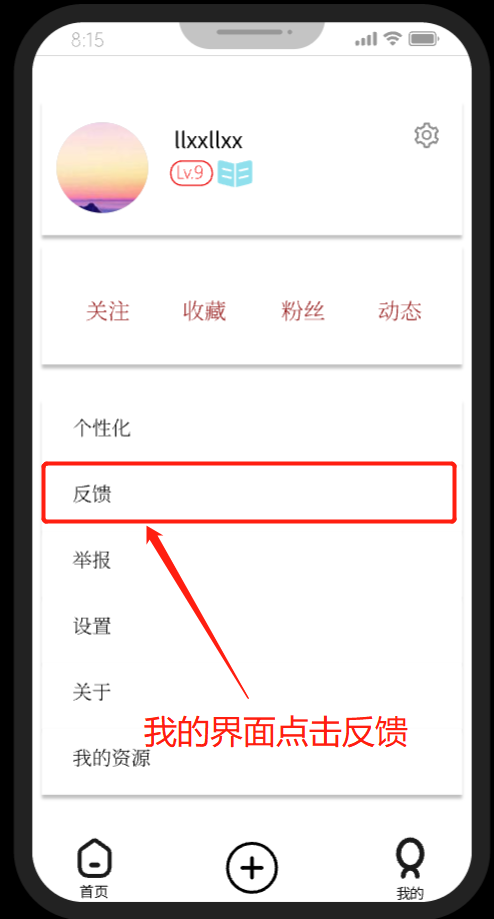 8:15
llxxllxx
Lv.9
关注 收藏 粉丝 动态
个性化
反馈
举报
设置
关于
我的界面点击反馈
我的资源
首页 我的